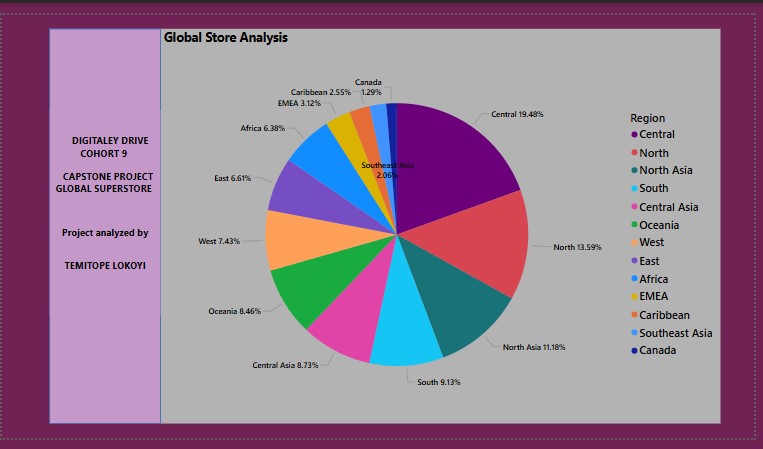 Global Store Analysis
DIGITALEY DRIVE
COHORT 9
CAPSTONE PROJECT
GLOBAL SUPERSTORE
Project analyzed by
TEMITOPE LOKOYI
Canada
1.29%
Caribbean 2.55%
EMEA 3.12%
Africa 6.38%
East 6.61%
West 7.43%
Oceania 8.46%
Central Asia 8.73%
South 9.13%
North Asia 11.18%
North 13.59%
Central 19.48%
Southeast Asia
2.06%
Region
Central
North
North Asia
South
Central Asia
Oceania
West
East
Africa
EMEA
Caribbean
Southeast Asia
Canada